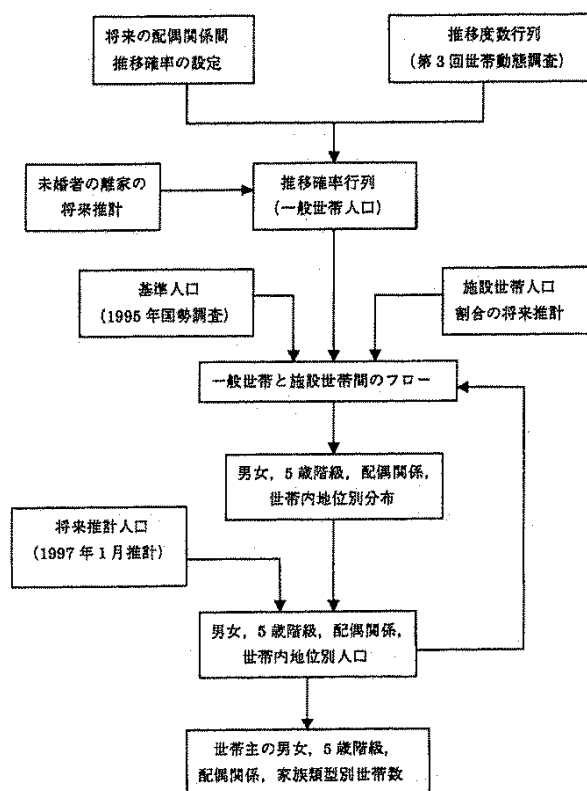 将来の配偶関係間
推移確率の設定
推移度数行列
(第3回世帯動態調査)
未婚者の離家の
将来推計
推移確率行列
(一般世帯人口)
基準人口
(1995年国勢調査)
施設世帯人口
割合の将来推計
一般世帯と施設世帯間のフロー
男女，5歳階級，配偶関係，
世帯内地位別分布
将来推計人口
(1997年1月推計)
男女，5歳階級，配偶関係，
世帯内地位別人口
世帯主の男女，5歳階級，
配偶関係，家族類型別世帯数